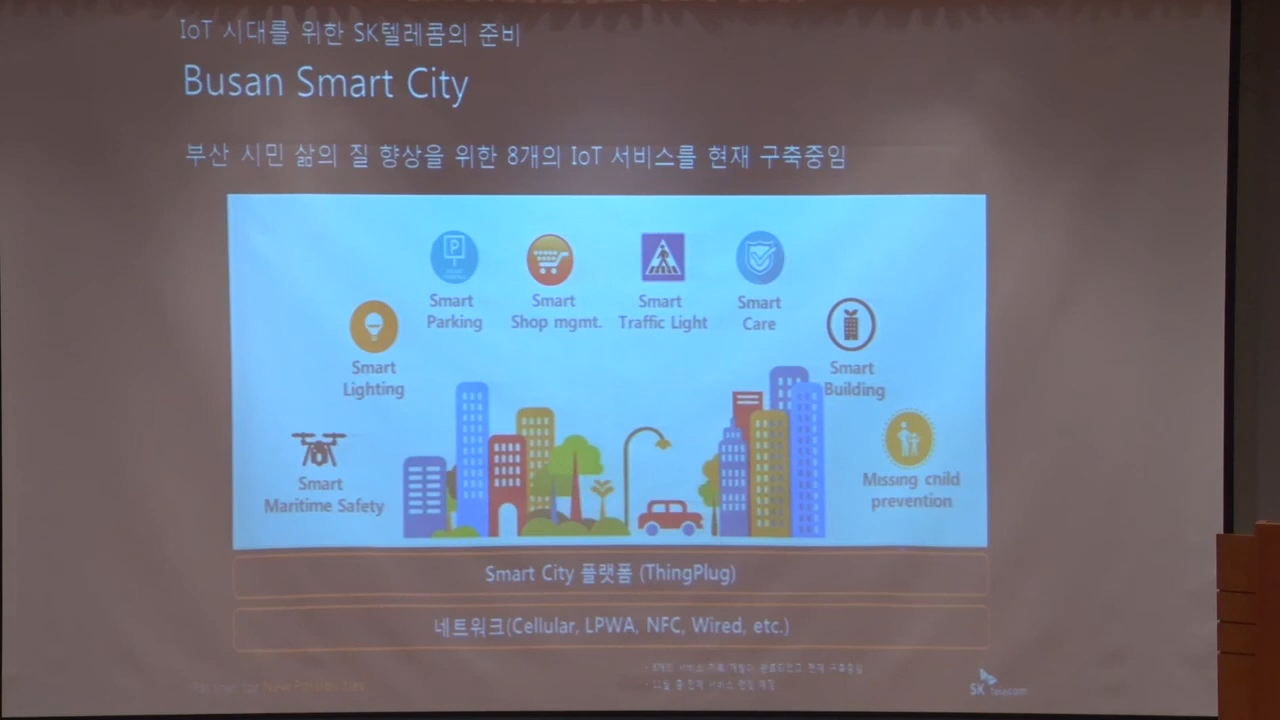 IoT 시대를 위한 SK텔레콤의 준비
Busan Smart City
부산 시민 삶의 질 향상을 위한 8개의 IoT 서비스를 현재 구축중임
Smart
Parking
Smart
Shop mgmt.
Smart
Traffic Light
Smart
Care
Smart
Lighting
Smart
Building
Smart
Maritime Safety
Missing child
prevention
Smart City 플랫폼 (ThingPlug)
네트워크(Cellular, LPWA, NFC, Wired, etc.)
Partner for New Possibilities
SK telecom